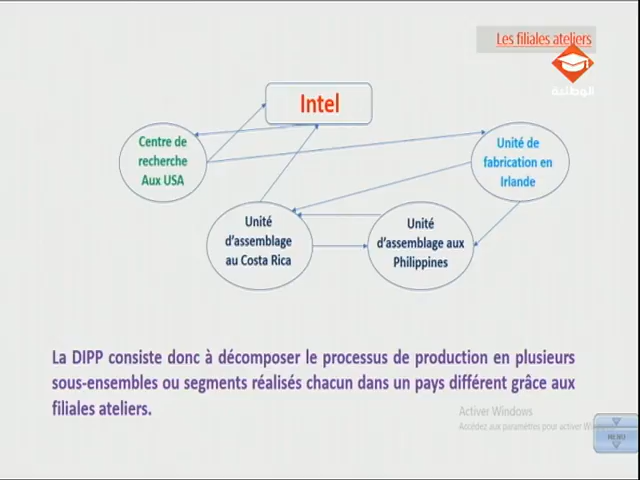 Les filiales ateliers
الوطنية
Intel
Centre de
recherche
Aux USA
Unité de
fabrication en
Irlande
Unité
d’assemblage
au Costa Rica
Unité
d’assemblage aux
Philippines
La DIPP consiste donc à décomposer le processus de production en plusieurs
sous-ensembles ou segments réalisés chacun dans un pays différent grâce aux
filiales ateliers.
Activer Windows
Accédez aux paramètres pour activer
MENU